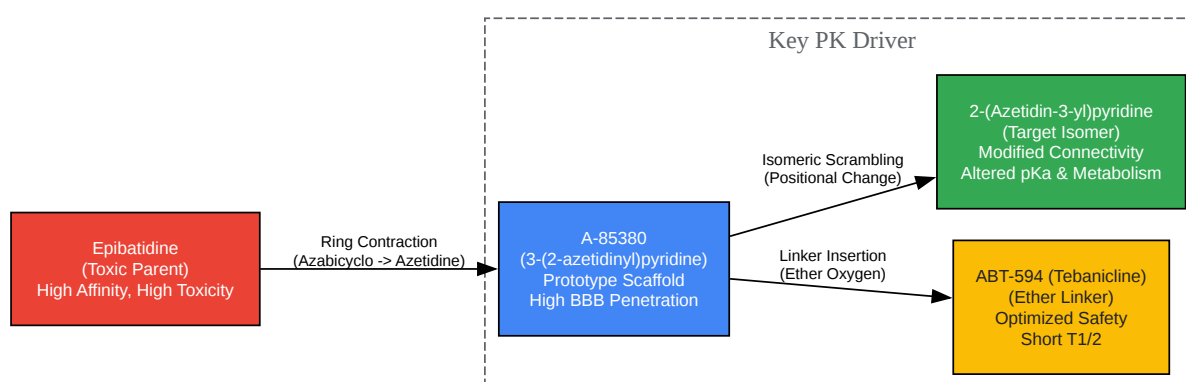 Key PK Driver
Epibatidine
(Toxic Parent)
High Affinity, High Toxicity
Ring Contraction
(Azabicyclo -> Azetidine)
A-85380
(3-(2-azetidinyl)pyridine)
Prototype Scaffold
High BBB Penetration
Isomeric Scrambling
(Positional Change)
2-(Azetidin-3-yl)pyridine
(Target Isomer)
Modified Connectivity
Altered pKa & Metabolism
Linker Insertion
(Ether Oxygen)
ABT-594 (Tebanicline)
(Ether Linker)
Optimized Safety
Short T1/2